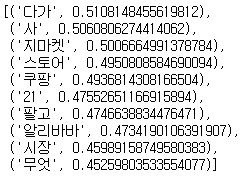 [('다가', 0.5108148455619812),
('사', 0.5060806274414062),
('지마켓', 0.5006664991378784),
('스토어', 0.4950808584690094),
('쿠팡', 0.4936814308166504),
('21', 0.47552651166915894),
('팔고', 0.4746638834476471),
('알리바바', 0.4734190106391907),
('시장', 0.45989158749580383),
('무엇', 0.45259803533554077)]